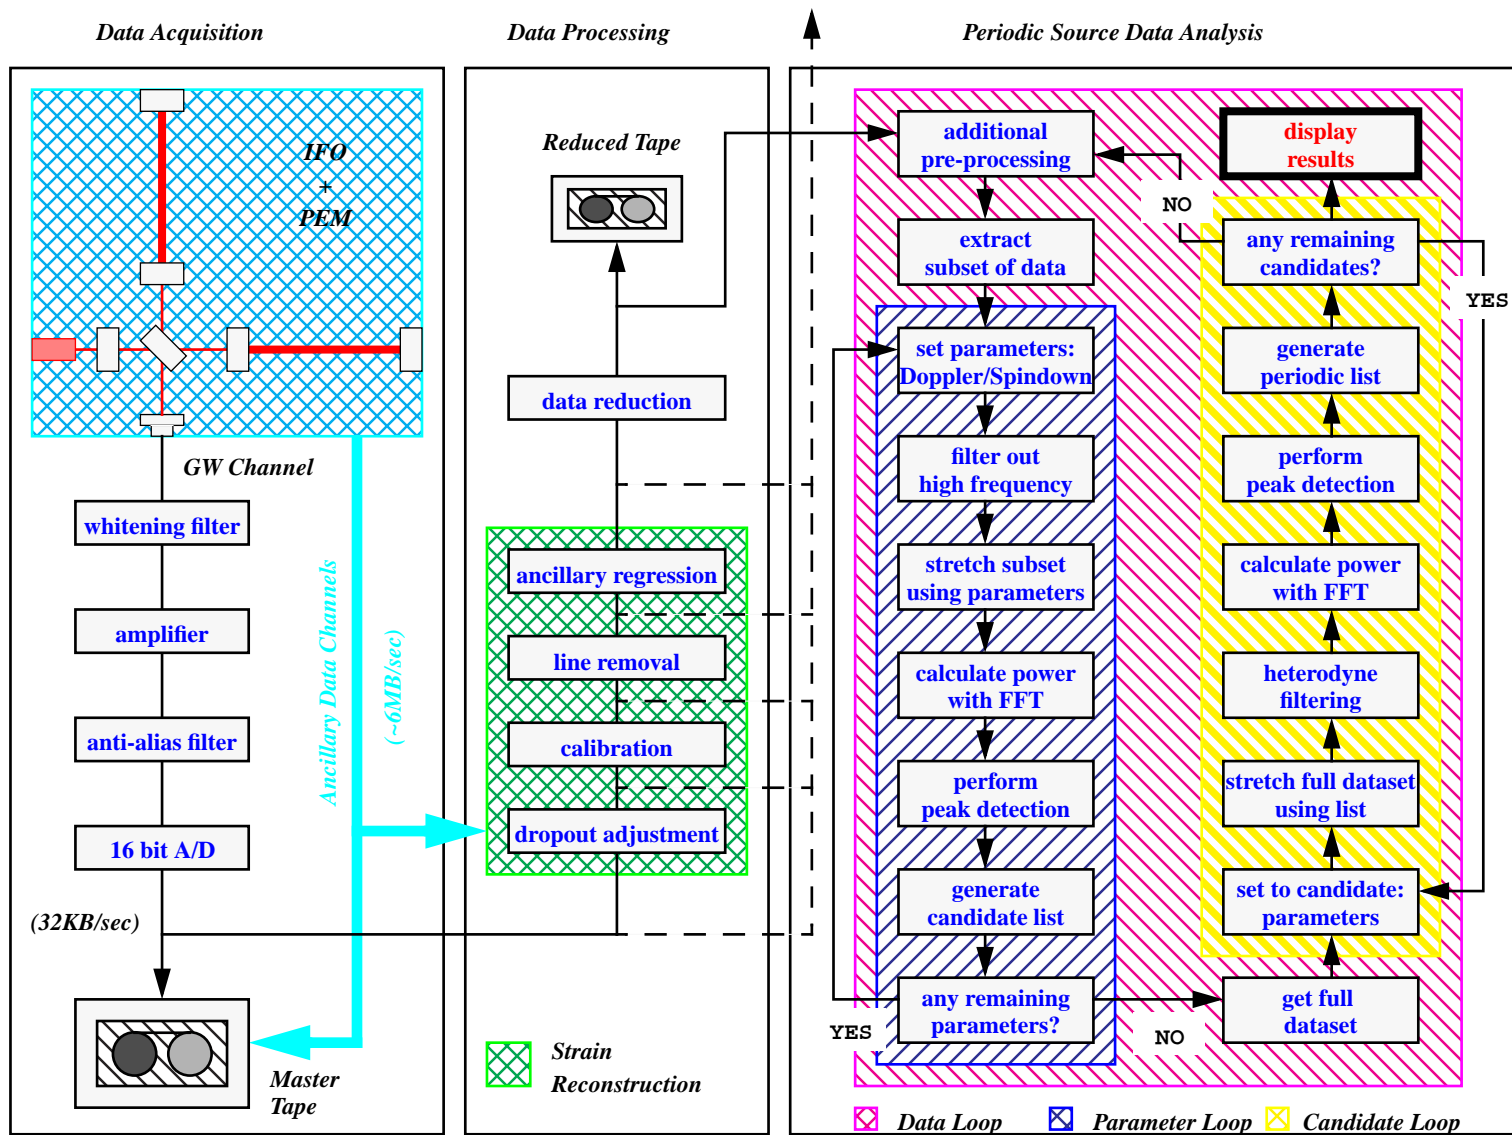 Data Acquisition
IFO
+
PEM
GW Channel
whitening filter
amplifier
anti-alias filter
16 bit A/D
(32KB/sec)
Ancillary Data Channels
(~6MB/sec)
Master
Tape
Data Processing
Reduced Tape
data reduction
ancillary regression
line removal
calibration
dropout adjustment
Strain
Reconstruction
Periodic Source Data Analysis
additional
pre-processing
extract
subset of data
set parameters:
Doppler/Spindown
filter out
high frequency
stretch subset
using parameters
calculate power
with FFT
perform
peak detection
generate
candidate list
any remaining
parameters?
YES
NO
display
results
NO
any remaining
candidates?
YES
generate
periodic list
perform
peak detection
calculate power
with FFT
heterodyne
filtering
stretch full dataset
using list
set to candidate:
parameters
get full
dataset
Data Loop
Parameter Loop
Candidate Loop